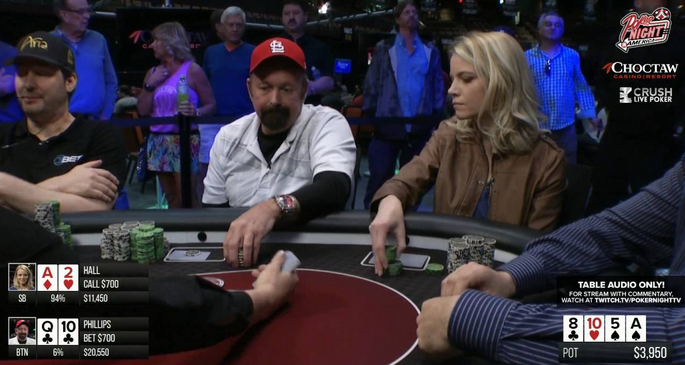 Aria
POKER
NIGHT
AMERICA
CHOCTAW
CASINO RESORT
CRUSH
LIVE POKER
BET
A 2 HALL
CALL $700
SB 94% $11,450
Q 10 PHILLIPS
BET $700
BTN 6% $20,550
TABLE AUDIO ONLY!
FOR STREAM WITH COMMENTARY,
WATCH AT TWITCH.TV/POKERNIGHTTV
8 10 5 A
POT $3,950